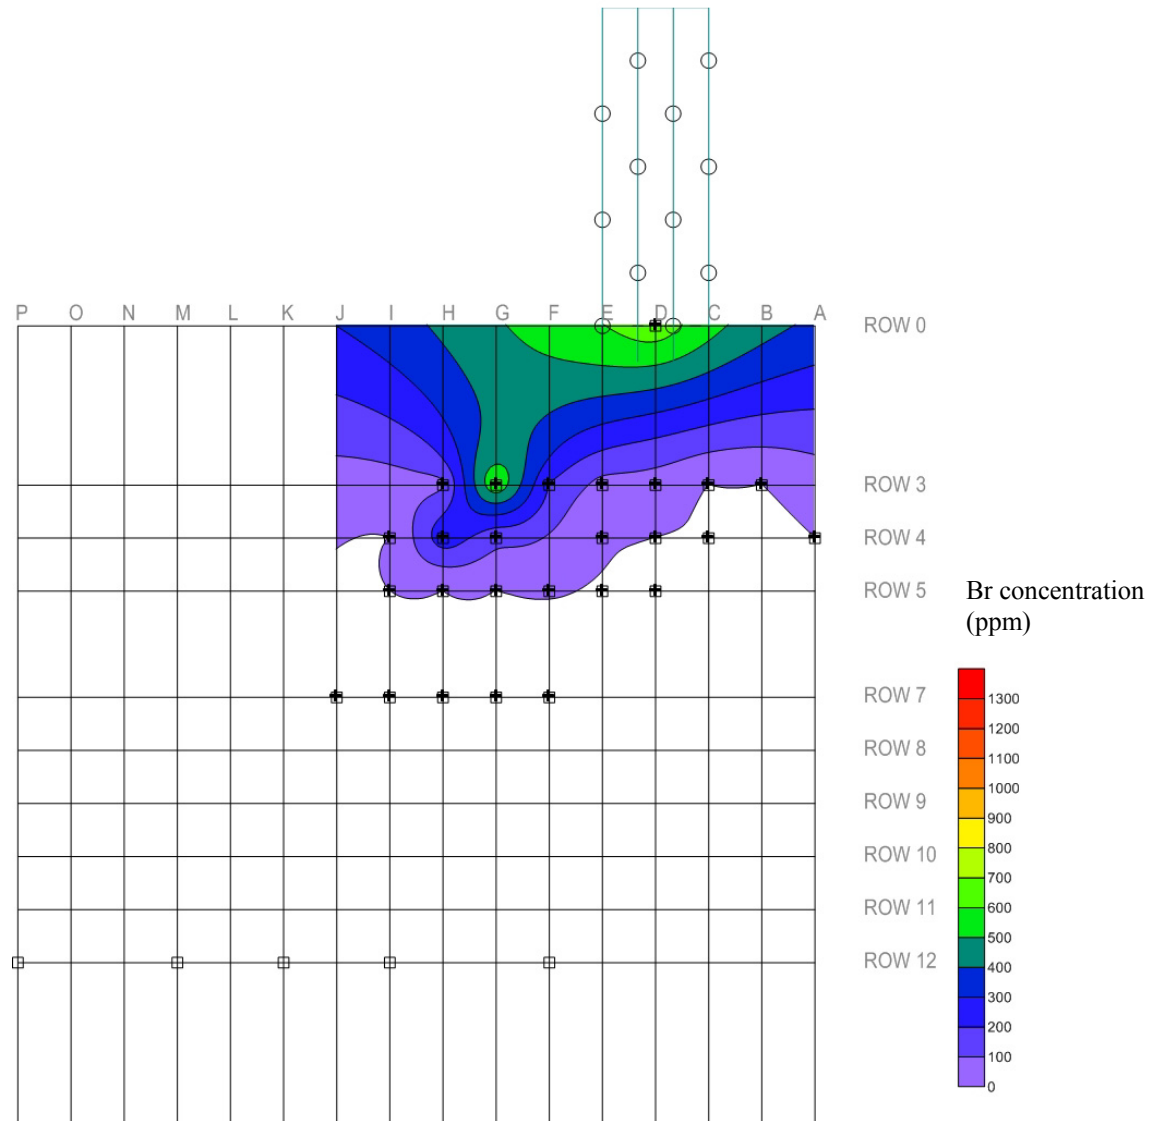 P O N M L K J I H G F E D C B A
ROW 0
ROW 3
ROW 4
ROW 5
ROW 7
ROW 8
ROW 9
ROW 10
ROW 11
ROW 12
Br concentration
(ppm)
1300
1200
1100
1000
900
800
700
600
500
400
300
200
100
0